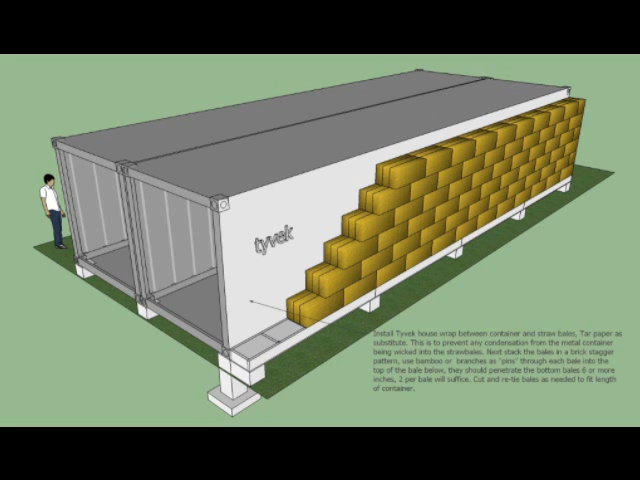 tyvek
Install Tyvek house wrap between container and straw bales, Tar paper as
substitute. This is to prevent any condensation from the metal container
being wicked into the strawbales. Next stack the bales in a brick stagger
pattern, use bamboo or branches as "pins" through each bale into the
top of the bale below, they should penetrate the bottom bales 6 or more
inches, 2 per bale will suffice. Cut and re-tie bales as needed to fit length
of container.